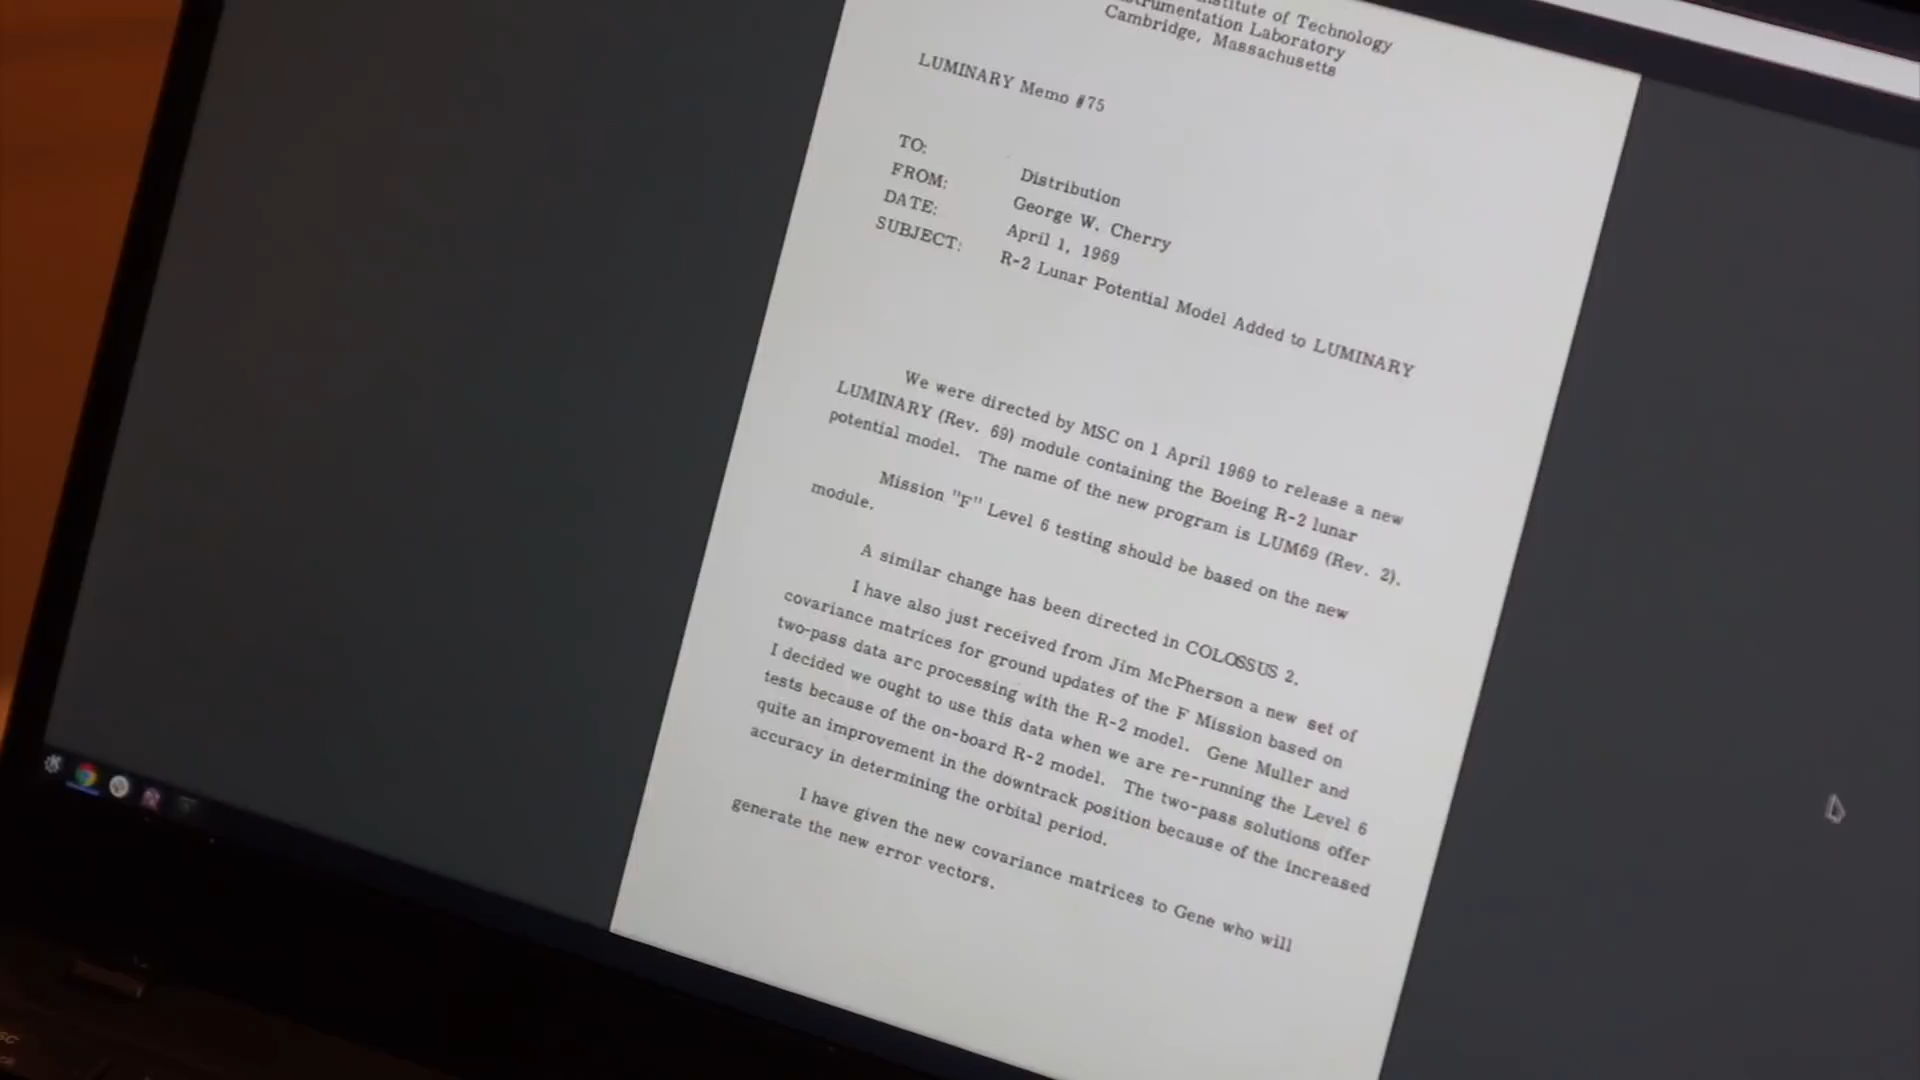 stitute of Technology
strumentation Laboratory
Cambridge, Massachusetts
LUMINARY Memo #75
TO: Distribution
FROM: George W. Cherry
DATE: April 1, 1969
SUBJECT: R-2 Lunar Potential Model Added to LUMINARY
We were directed by MSC on 1 April 1969 to release a new
LUMINARY (Rev. 69) module containing the Boeing R-2 lunar
potential model. The name of the new program is LUM69 (Rev. 2).
Mission "F" Level 6 testing should be based on the new
module.
A similar change has been directed in COLOSSUS 2.
I have also just received from Jim McPherson a new set of
covariance matrices for ground updates of the F Mission based on
two-pass data arc processing with the R-2 model. Gene Muller and
I decided we ought to use this data when we are re-running the Level 6
tests because of the on-board R-2 model. The two-pass solutions offer
quite an improvement in the downtrack position because of the increased
accuracy in determining the orbital period.
I have given the new covariance matrices to Gene who will
generate the new error vectors.